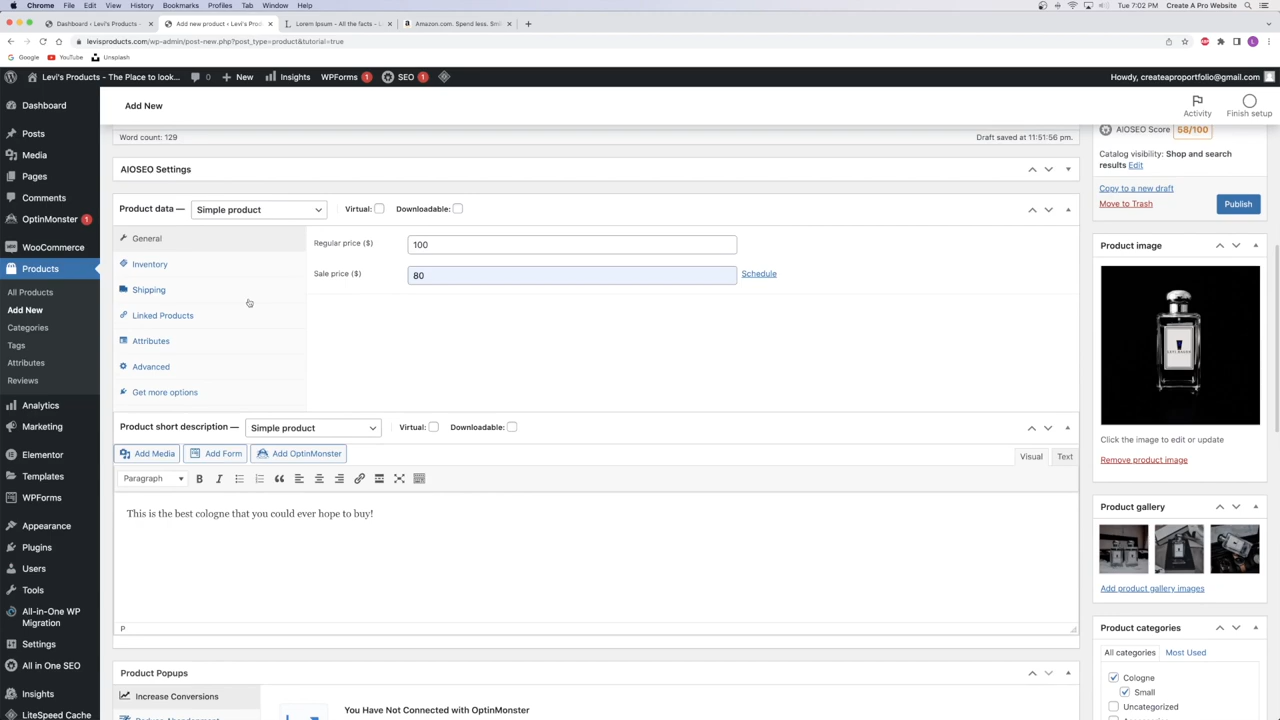 Chrome File Edit View History Bookmarks Profiles Tab Window Help
Tue 7:02 PM Create A Pro Website
Dashboard ‹ Levi's Products -
Add new product ‹ Levi's Prod
Lorem Ipsum - All the facts - L
Amazon.com. Spend less. Smil
levisproducts.com/wp-admin/post-new.php?post_type=product&tutorial=true
Google YouTube Unsplash
Levi's Products - The Place to look... 0 New Insights WPForms 1 SEO 1
Howdy, createaproportfolio@gmail.com
Dashboard
Posts
Media
Pages
Comments
OptinMonster 1
WooCommerce
Products
All Products
Add New
Categories
Tags
Attributes
Reviews
Analytics
Marketing
Elementor
Templates
WPForms
Appearance
Plugins
Users
Tools
All-in-One WP
Migration
Settings
All in One SEO
Insights
LiteSpeed Cache
Add New
Activity
Finish setup
Word count: 129
Draft saved at 11:51:56 pm.
AIOSEO Settings
Product data — Simple product Virtual: Downloadable:
General
Inventory
Shipping
Linked Products
Attributes
Advanced
Get more options
Regular price ($) 100
Sale price ($) 80 Schedule
Product short description — Simple product Virtual: Downloadable:
Add Media Add Form Add OptinMonster
Visual Text
Paragraph B I
This is the best cologne that you could ever hope to buy!
P
Product Popups
Increase Conversions
You Have Not Connected with OptinMonster
AIOSEO Score 58/100
Catalog visibility: Shop and search
results Edit
Copy to a new draft
Move to Trash
Publish
Product image
Click the image to edit or update
Remove product image
Product gallery
Add product gallery images
Product categories
All categories Most Used
Cologne
Small
Uncategorized